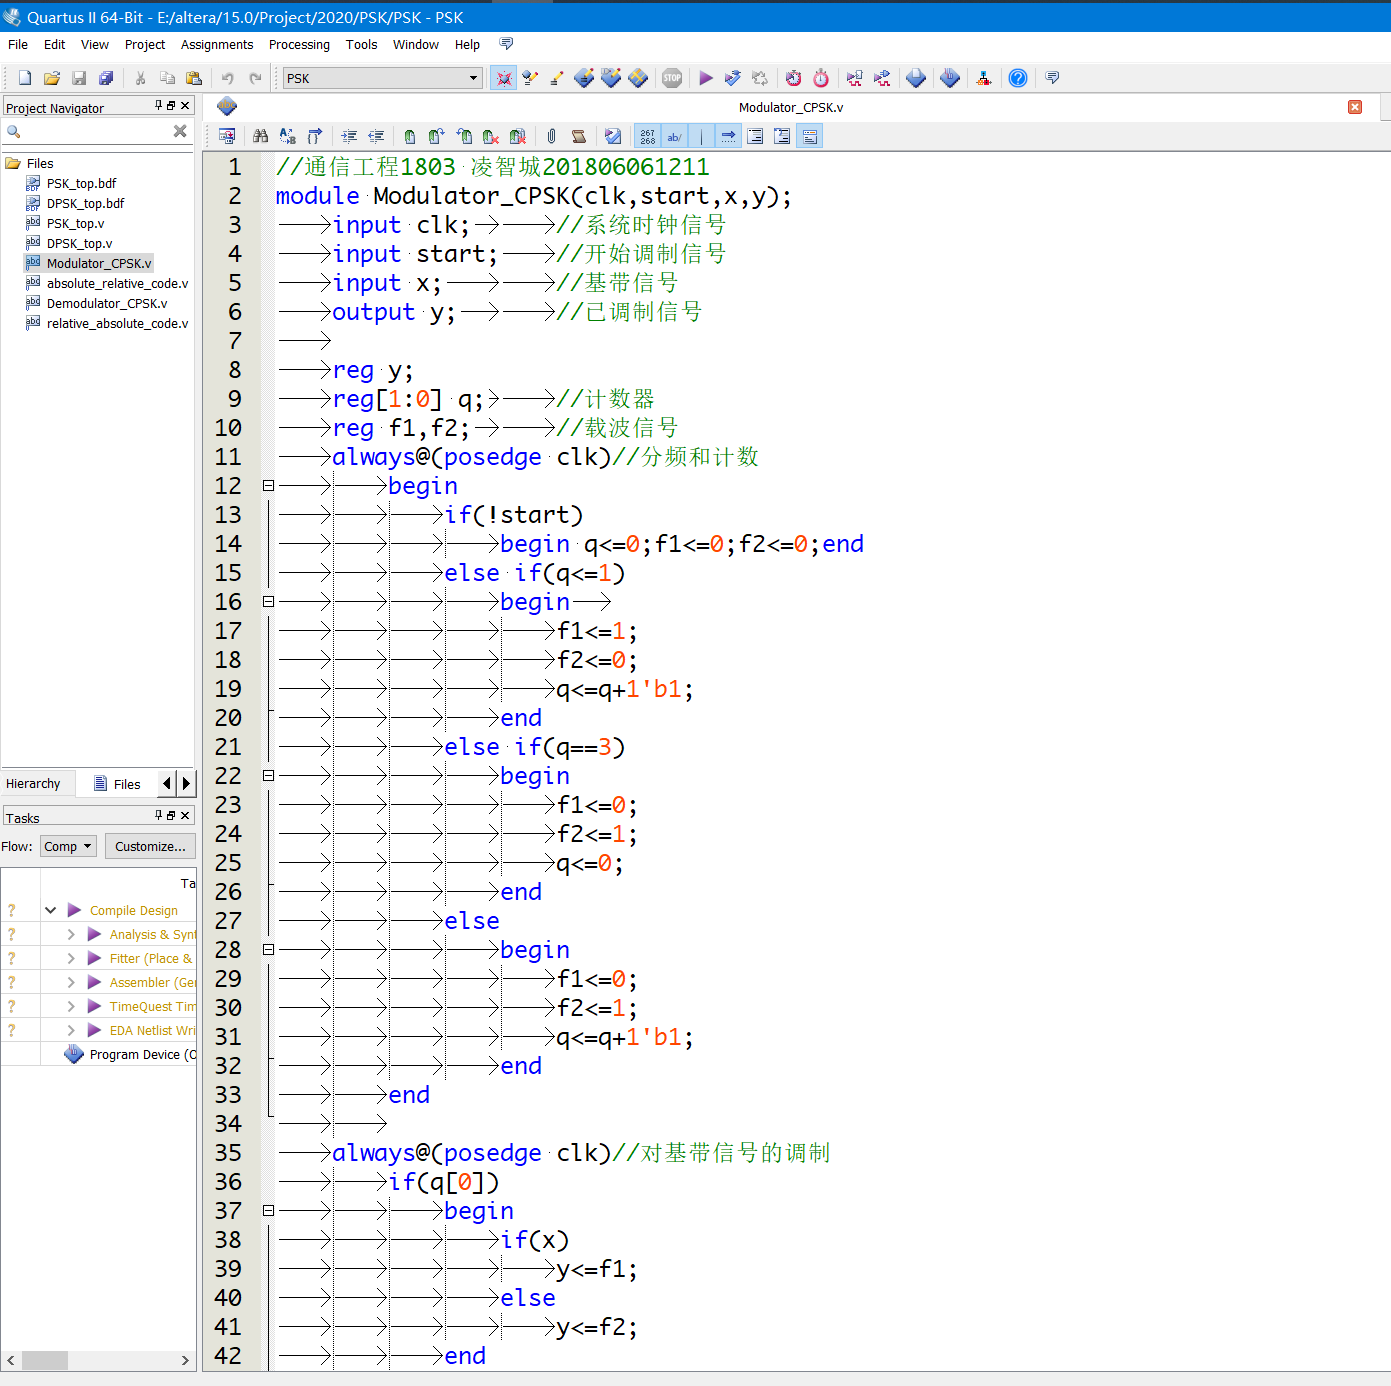 Quartus II 64-Bit - E:/altera/15.0/Project/2020/PSK/PSK - PSK
File Edit View Project Assignments Processing Tools Window Help
PSK
Project Navigator
Modulator_CPSK.v
Files
PSK_top.bdf
DPSK_top.bdf
PSK_top.v
DPSK_top.v
Modulator_CPSK.v
absolute_relative_code.v
Demodulator_CPSK.v
relative_absolute_code.v
Hierarchy Files
Tasks
Flow: Comp Customize...
Ta
Compile Design
Analysis & Synt
Fitter (Place &
Assembler (Ge
TimeQuest Tim
EDA Netlist Wri
Program Device (O
267
268
ab/
1 //通信工程1803 凌智城201806061211
2 module Modulator_CPSK(clk,start,x,y);
3 input clk; //系统时钟信号
4 input start; //开始调制信号
5 input x; //基带信号
6 output y; //已调制信号
7
8 reg y;
9 reg[1:0] q; //计数器
10 reg f1,f2; //载波信号
11 always@(posedge clk)//分频和计数
12 begin
13 if(!start)
14 begin q<=0;f1<=0;f2<=0;end
15 else if(q<=1)
16 begin
17 f1<=1;
18 f2<=0;
19 q<=q+1'b1;
20 end
21 else if(q==3)
22 begin
23 f1<=0;
24 f2<=1;
25 q<=0;
26 end
27 else
28 begin
29 f1<=0;
30 f2<=1;
31 q<=q+1'b1;
32 end
33 end
34
35 always@(posedge clk)//对基带信号的调制
36 if(q[0])
37 begin
38 if(x)
39 y<=f1;
40 else
41 y<=f2;
42 end